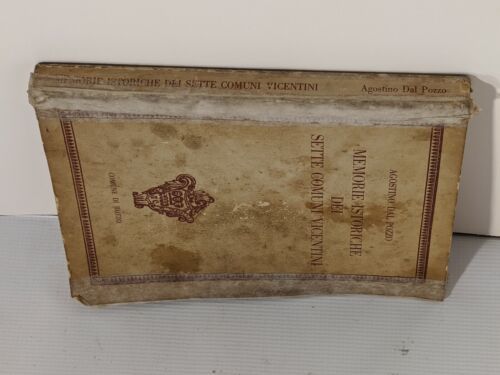 MEMORIE ISTORICHE DEI SETTE COMUNI VICENTINI Agostino Dal Pozzo
AGOSTINO DAL POZZO
MEMORIE ISTORICHE
DEI
SETTE COMUNI VICENTINI
COMUNE DI ROTZO